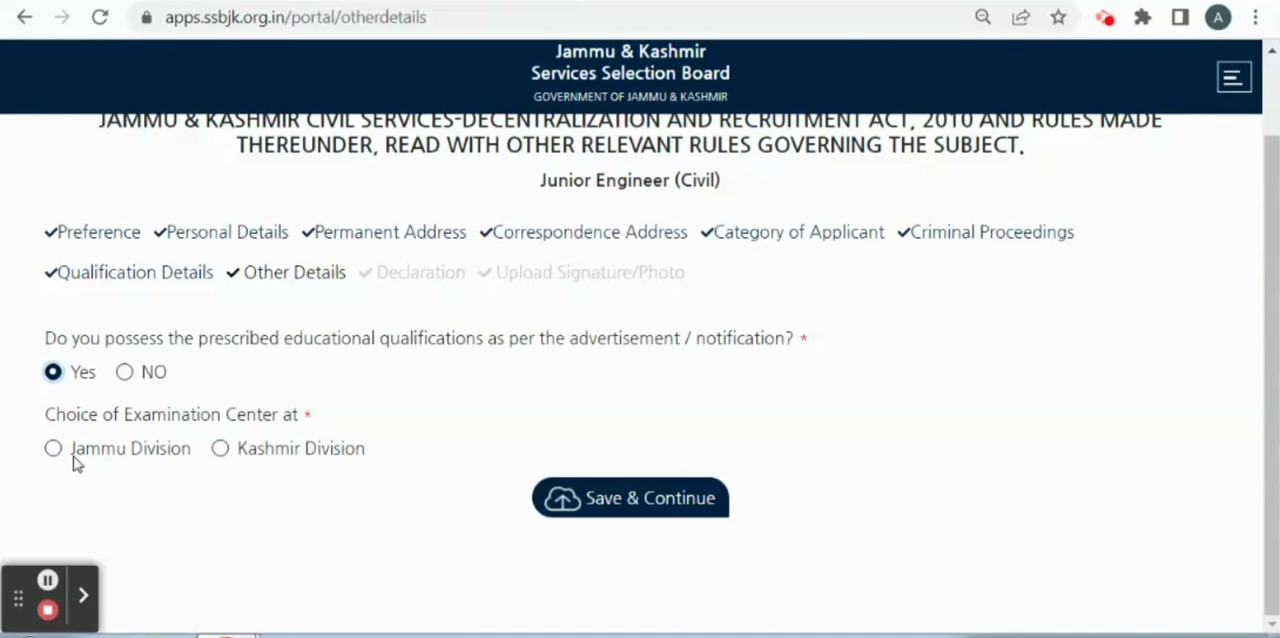 apps.ssbjk.org.in/portal/otherdetails
A
Jammu & Kashmir
Services Selection Board
GOVERNMENT OF JAMMU & KASHMIR
JAMMU & KASHMIR CIVIL SERVICES-DECENTRALIZATION AND RECRUITMENT ACT, 2010 AND RULES MADE
THEREUNDER, READ WITH OTHER RELEVANT RULES GOVERNING THE SUBJECT.
Junior Engineer (Civil)
Preference Personal Details Permanent Address Correspondence Address Category of Applicant Criminal Proceedings
Qualification Details Other Details Declaration Upload Signature/Photo
Do you possess the prescribed educational qualifications as per the advertisement / notification? *
Yes NO
Choice of Examination Center at *
Jammu Division Kashmir Division
Save & Continue